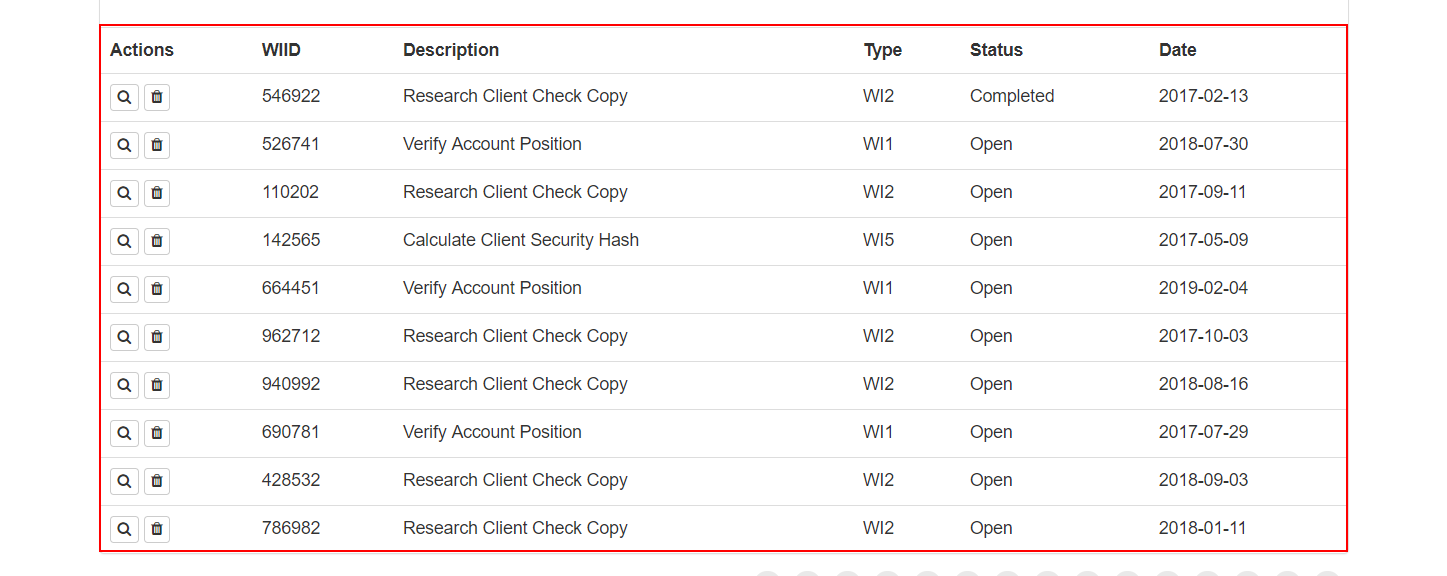 Actions WIID Description Type Status Date
546922 Research Client Check Copy WI2 Completed 2017-02-13
526741 Verify Account Position WI1 Open 2018-07-30
110202 Research Client Check Copy WI2 Open 2017-09-11
142565 Calculate Client Security Hash WI5 Open 2017-05-09
664451 Verify Account Position WI1 Open 2019-02-04
962712 Research Client Check Copy WI2 Open 2017-10-03
940992 Research Client Check Copy WI2 Open 2018-08-16
690781 Verify Account Position WI1 Open 2017-07-29
428532 Research Client Check Copy WI2 Open 2018-09-03
786982 Research Client Check Copy WI2 Open 2018-01-11